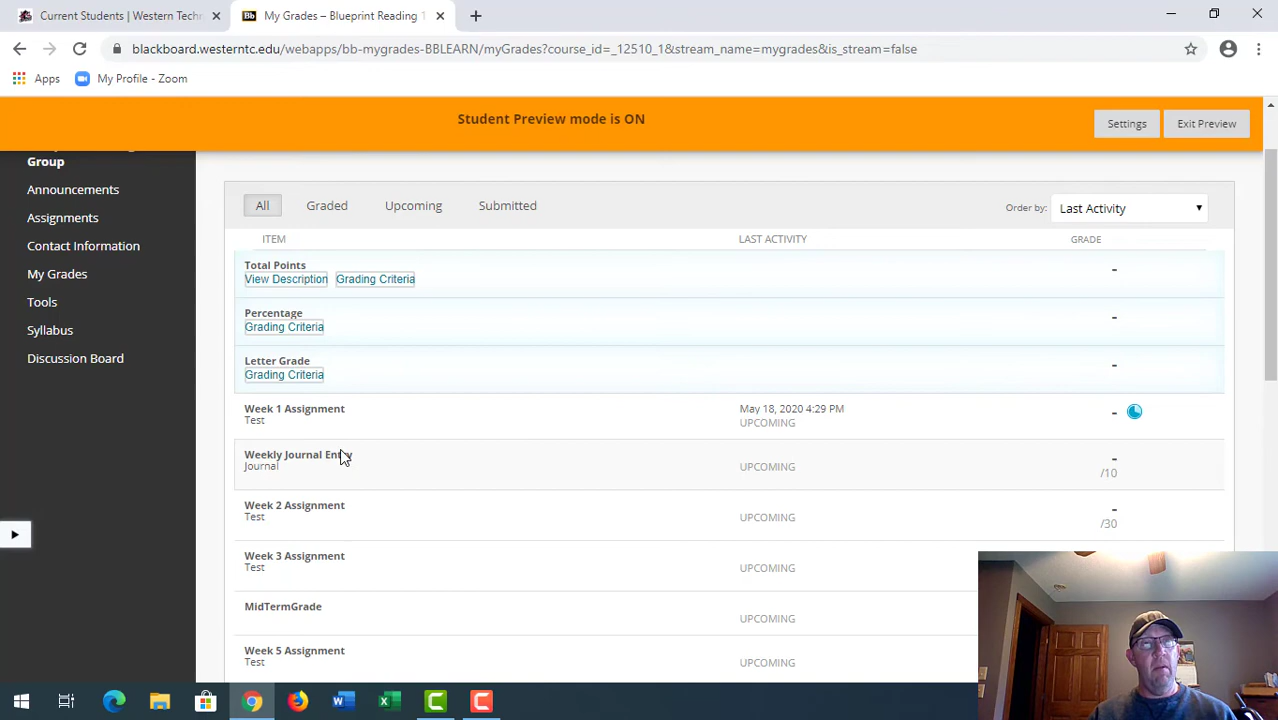 Current Students | Western Techn
My Grades – Blueprint Reading 1
blackboard.westerntc.edu/webapps/bb-mygrades-BBLEARN/myGrades?course_id=_12510_1&stream_name=mygrades&is_stream=false
Apps My Profile - Zoom
Student Preview mode is ON
Settings Exit Preview
Group
Announcements
Assignments
Contact Information
My Grades
Tools
Syllabus
Discussion Board
All Graded Upcoming Submitted Order by: Last Activity
ITEM LAST ACTIVITY GRADE
Total Points -
View Description Grading Criteria
Percentage -
Grading Criteria
Letter Grade -
Grading Criteria
Week 1 Assignment May 18, 2020 4:29 PM -
Test UPCOMING
Weekly Journal Entry -
Journal UPCOMING /10
Week 2 Assignment -
Test UPCOMING /30
Week 3 Assignment
Test UPCOMING
MidTermGrade
UPCOMING
Week 5 Assignment
Test UPCOMING